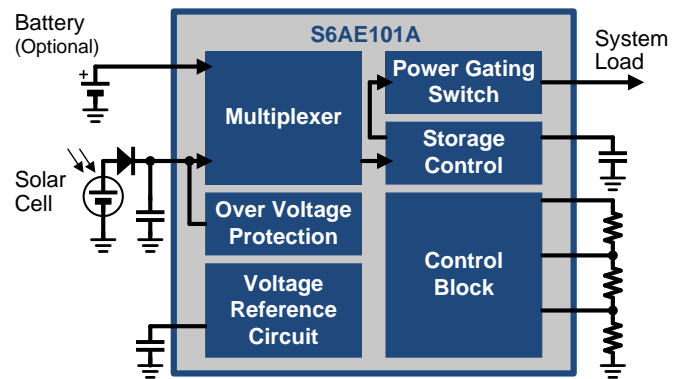 Battery
(Optional)
S6AE101A
System
Load
+
Multiplexer
Power Gating
Switch
Storage
Control
Solar
Cell
Over Voltage
Protection
Voltage
Reference
Circuit
Control
Block